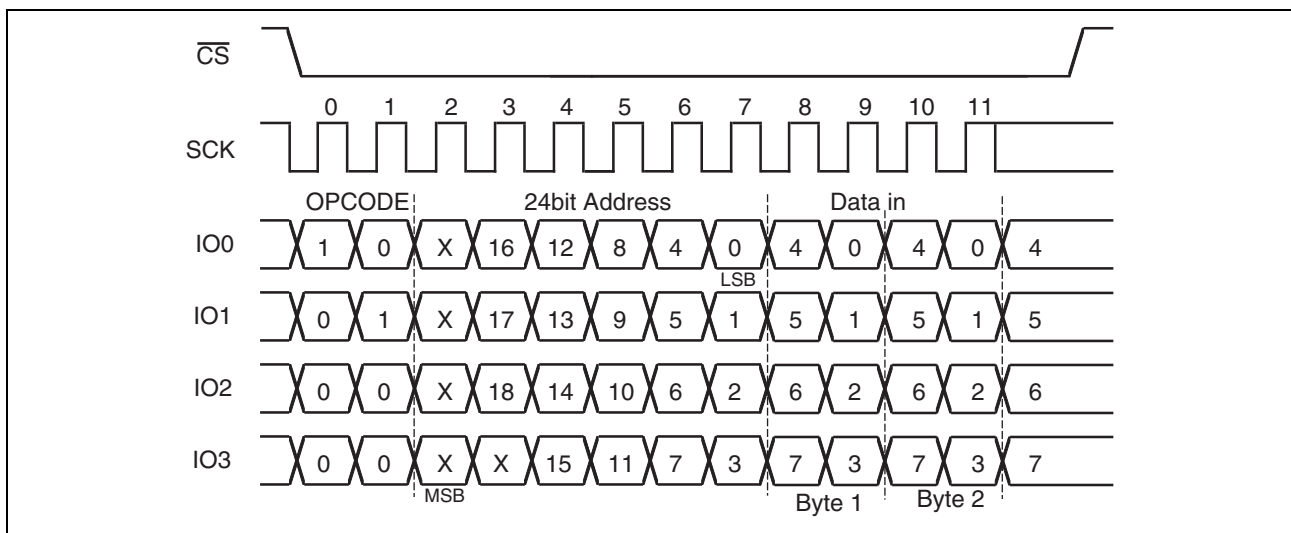 CS
0 1 2 3 4 5 6 7 8 9 10 11
SCK
OPCODE 24bit Address Data in
IO0 1 0 X 16 12 8 4 0 4 0 4 0 4
LSB
IO1 0 1 X 17 13 9 5 1 5 1 5 1 5
IO2 0 0 X 18 14 10 6 2 6 2 6 2 6
IO3 0 0 X X 15 11 7 3 7 3 7 3 7
MSB Byte 1 Byte 2